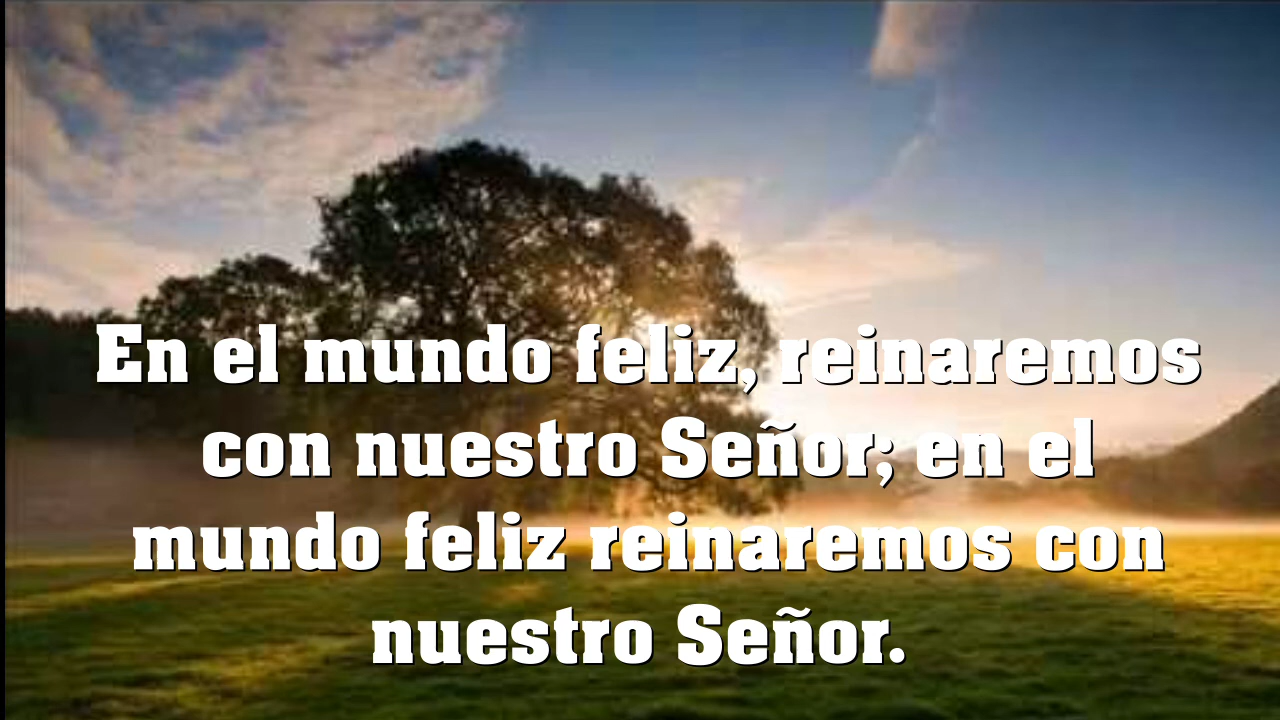 En el mundo feliz, reinaremos
con nuestro Señor; en el
mundo feliz reinaremos con
nuestro Señor.